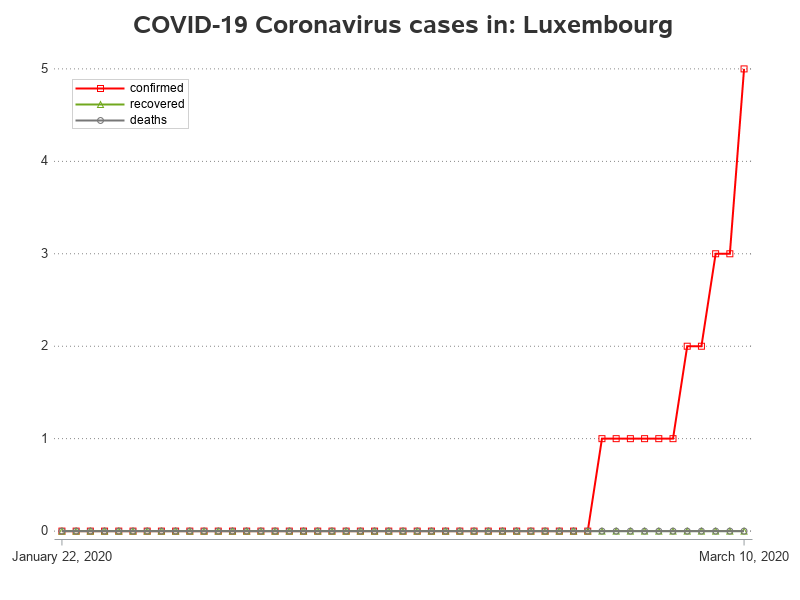 COVID-19 Coronavirus cases in: Luxembourg
5
confirmed
recovered
deaths
4
3
2
1
0
January 22, 2020
March 10, 2020